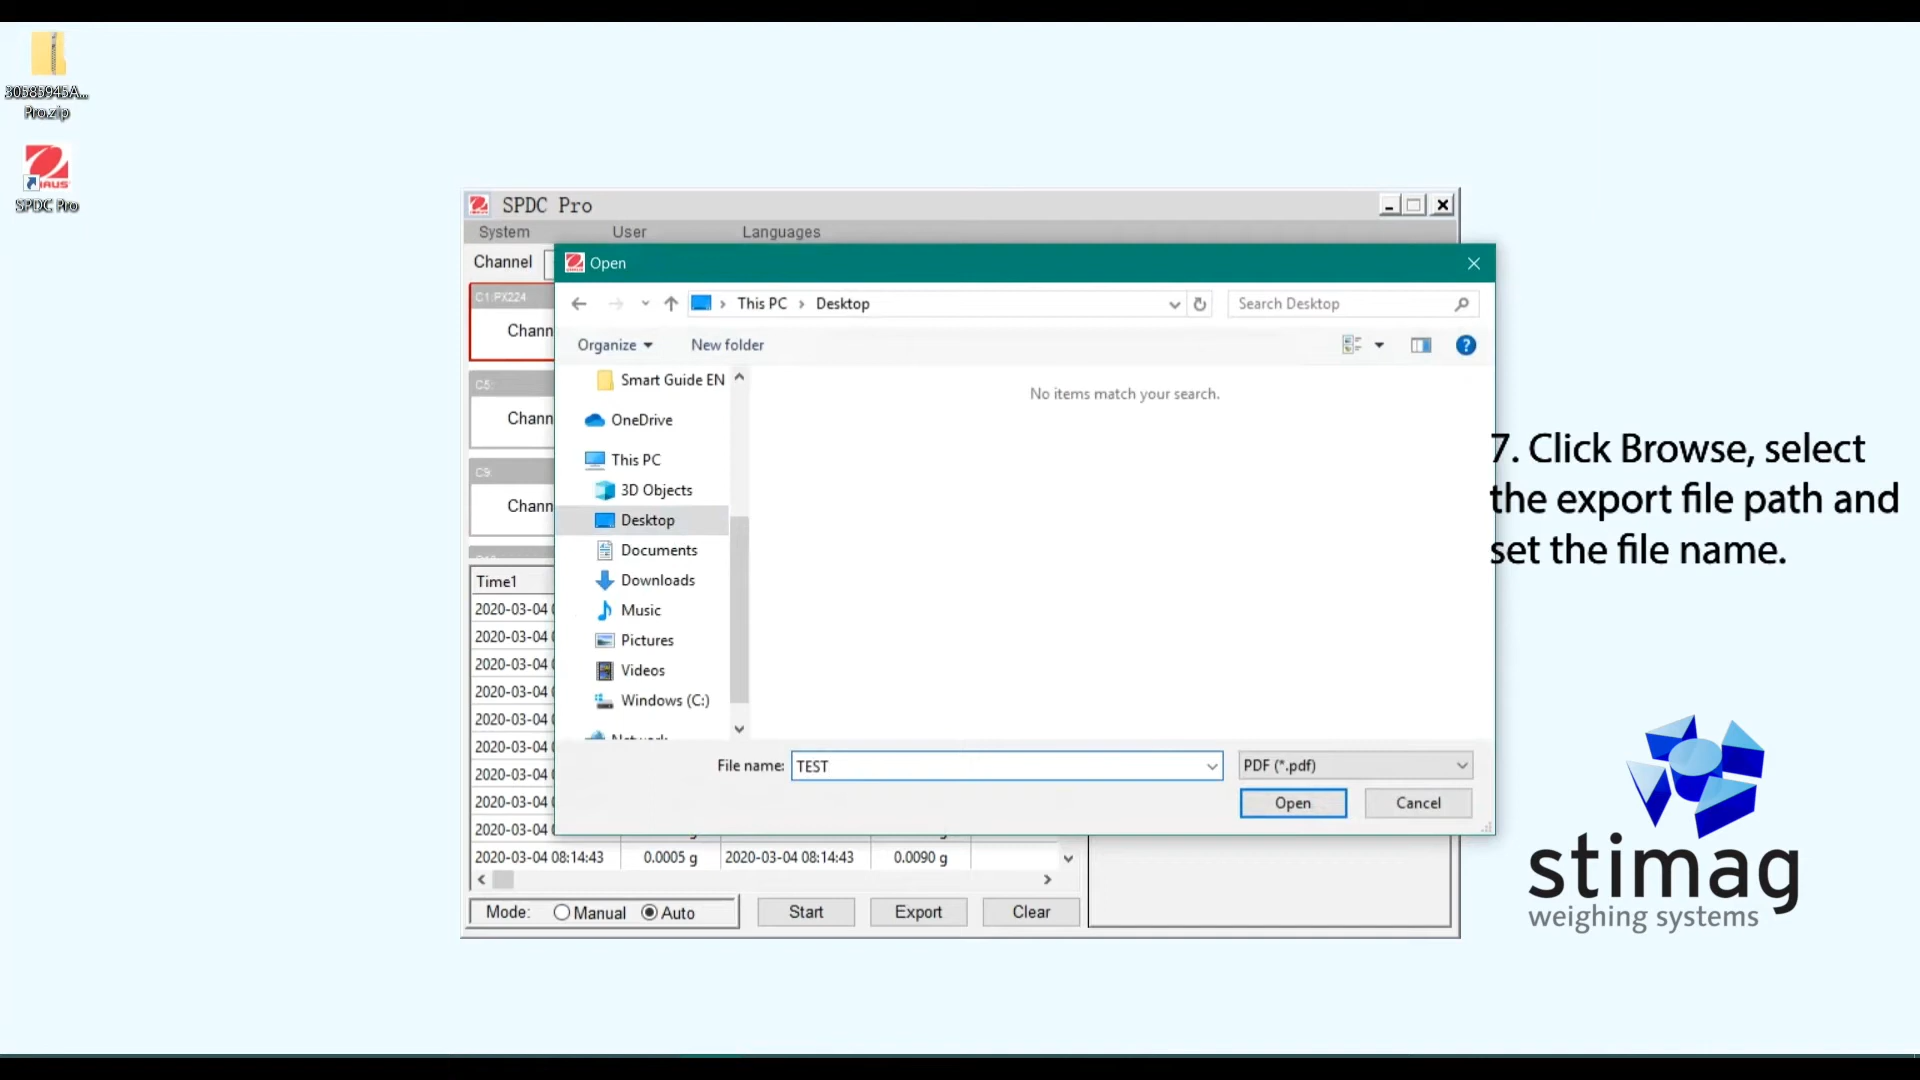 30585945A...
Pro.zip
SPDC Pro
SPDC Pro
System User Languages
Channel
Open
This PC Desktop
Search Desktop
Organize New folder
C1:PX224
Chann
C5:
Chann
C9:
Chann
Smart Guide EN
OneDrive
This PC
3D Objects
Desktop
Documents
Downloads
Music
Pictures
Videos
Windows (C:)
No items match your search.
7. Click Browse, select
the export file path and
set the file name.
Time1
2020-03-04
2020-03-04
2020-03-04
2020-03-04
2020-03-04
2020-03-04
2020-03-04
2020-03-04
2020-03-04
File name: TEST PDF (*.pdf)
Open Cancel
2020-03-04 08:14:43 0.0005 g 2020-03-04 08:14:43 0.0090 g
Mode: Manual Auto Start Export Clear
stimag
weighing systems